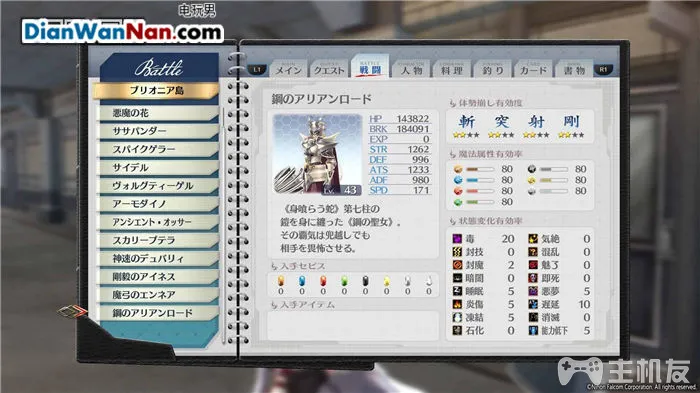 电玩男
DianWanNan.com
Battle
ブリオニア島
悪魔の花
ササパンダー
スパイクゲラー
サイデル
ヴォルグティーゲル
アーモダイノ
アンシェント・オッサー
スカリープテラ
神速のデュバリィ
剛毅のアイネス
魔弓のエンネア
鋼のアリアンロード
L1
メイン
クエスト
BATTLE
戦闘
人物
料理
釣り
カード
書物
R1
鋼のアリアンロード
HP 143822
BRK 184091
EXP 0
STR 1262
DEF 996
ATS 1233
ADF 980
SPD 171
Lv. 43
《身喰らう蛇》第七柱の
鎧を身に纏った《鋼の聖女》。
その覇気は兜越しでも
相手を畏怖させる。
入手セピス
0 0 0 0 0 0 0
入手アイテム
体勢崩し有効度
斬 突 射 剛
魔法属性有効率
80 80
80 80
80 80
80
状態変化有効率
毒 20 気絶 0
封技 0 混乱 0
封魔 2 魅了 0
暗闇 0 即死 0
睡眠 5 悪夢 5
炎傷 5 遅延 10
凍結 5 消滅 0
石化 0 能力低下 5
主机友
©Nihon Falcom Corporation. All rights reserved.